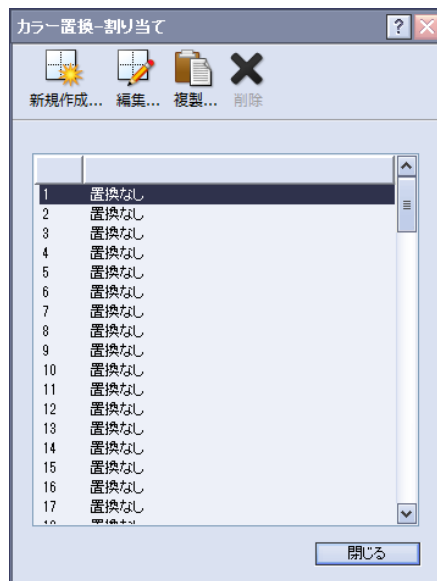 カラー置換-割り当て
新規作成... 編集... 複製... 削除
1 置換なし
2 置換なし
3 置換なし
4 置換なし
5 置換なし
6 置換なし
7 置換なし
8 置換なし
9 置換なし
10 置換なし
11 置換なし
12 置換なし
13 置換なし
14 置換なし
15 置換なし
16 置換なし
17 置換なし
閉じる